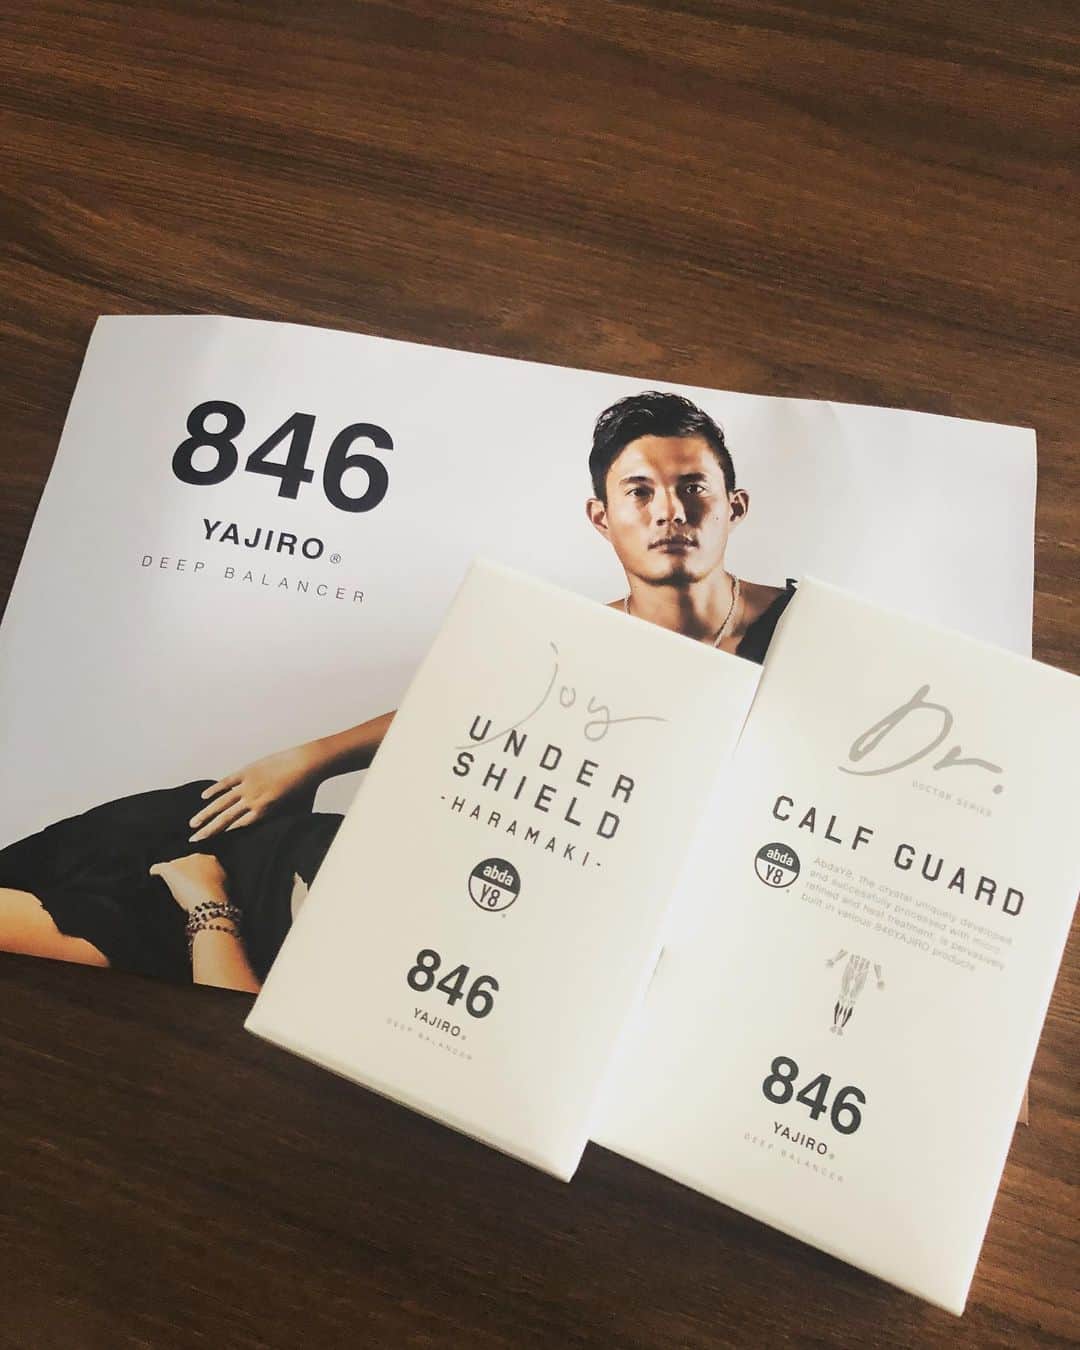 846
YAJIRO®
DEEP BALANCER
joy
UNDER
SHIELD
-HARAMAKI-
abda
Y8
846
YAJIRO®
DEEP BALANCER
Dr.
DOCTOR SERIES
CALF GUARD
abda
Y8
AbdaY8, the crystal uniquely developed
and successfully processed with micro
refined and heat treatment, is pervasively
built in various 846YAJIRO products
846
YAJIRO®
DEEP BALANCER